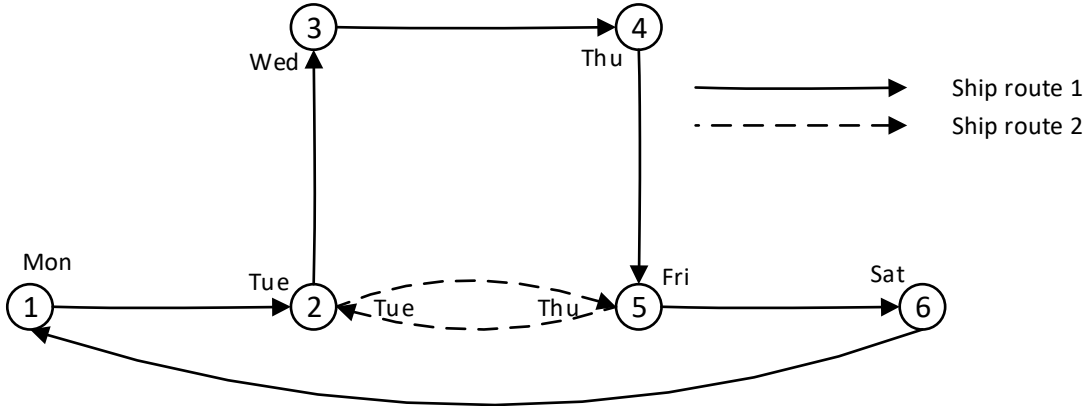 3
4
Wed
Thu
Ship route 1
Ship route 2
Mon
Tue
Fri
Sat
1
2
Tue
Thu
5
6